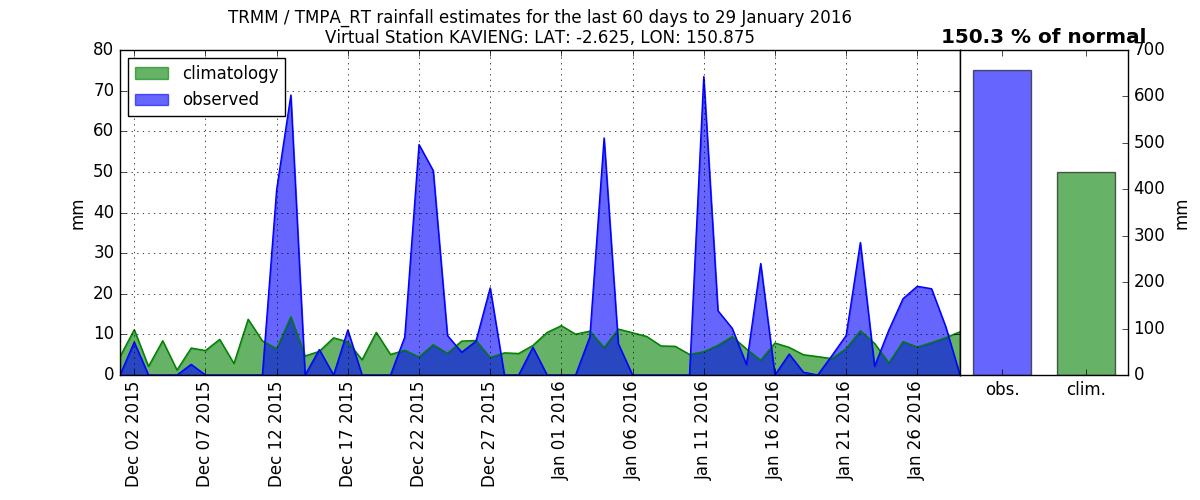 TRMM / TMPA_RT rainfall estimates for the last 60 days to 29 January 2016
Virtual Station KAVIENG: LAT: -2.625, LON: 150.875
150.3 % of normal
climatology
observed
80
70
60
50
40
30
20
10
0
mm
Dec 02 2015
Dec 07 2015
Dec 12 2015
Dec 17 2015
Dec 22 2015
Dec 27 2015
Jan 01 2016
Jan 06 2016
Jan 11 2016
Jan 16 2016
Jan 21 2016
Jan 26 2016
obs.
clim.
700
600
500
400
300
200
100
0
mm